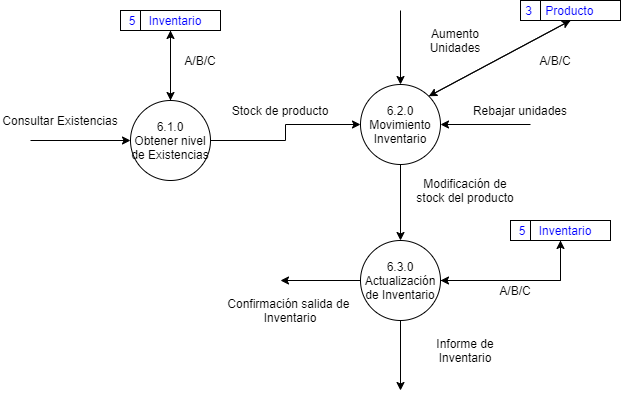 3 Producto
5 Inventario
Aumento
Unidades
A/B/C
A/B/C
6.2.0
Movimiento
Inventario
Stock de producto
Rebajar unidades
Consultar Existencias
6.1.0
Obtener nivel
de Existencias
Modificación de
stock del producto
5 Inventario
6.3.0
Actualización
de Inventario
A/B/C
Confirmación salida de
Inventario
Informe de
Inventario